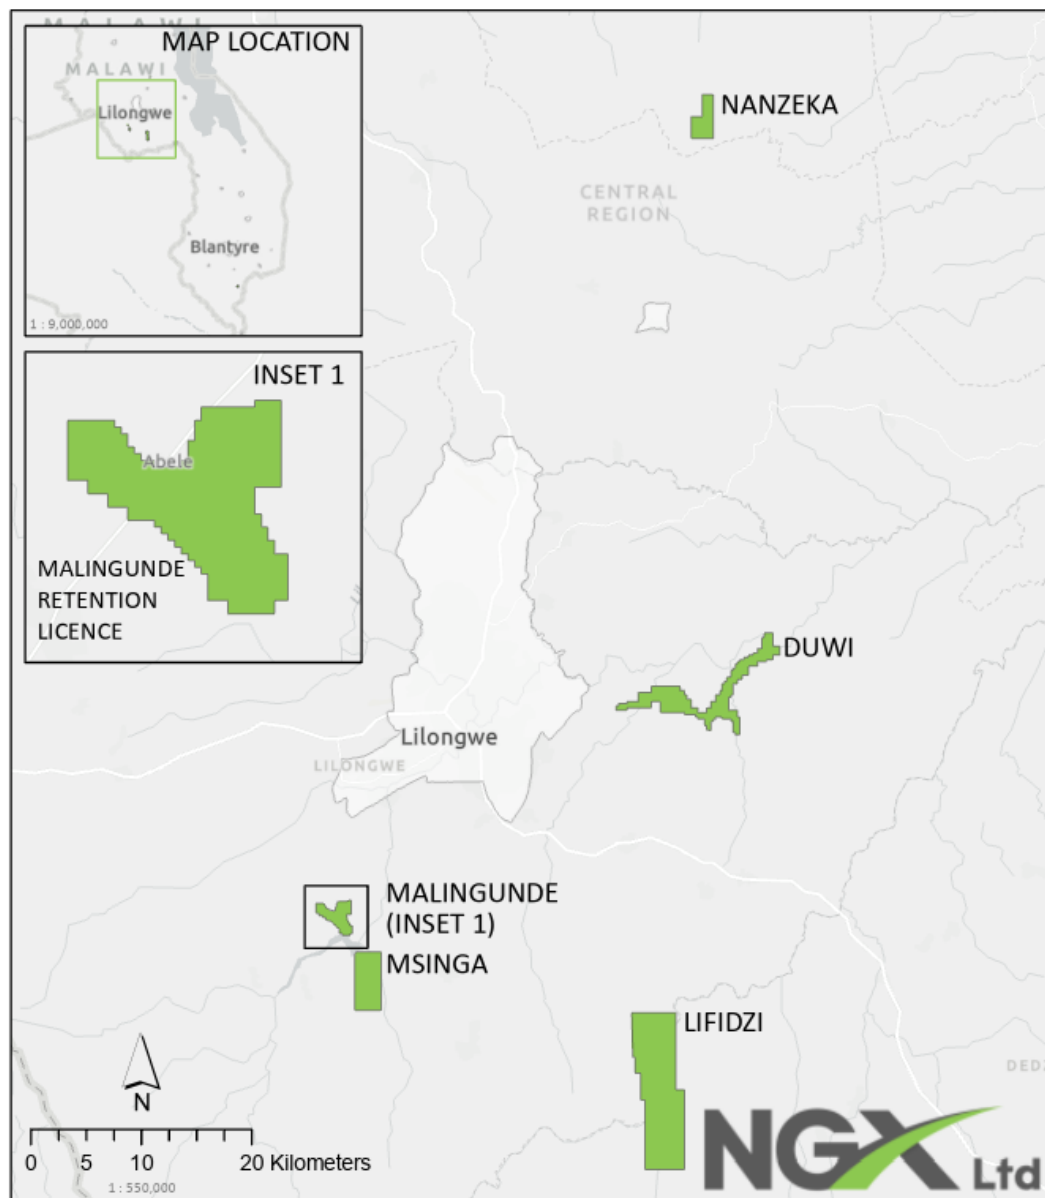 MALAWI
MAP LOCATION
MALAWI
Lilongwe
Blantyre
1 : 9,000,000
NANZEKA
CENTRAL
REGION
INSET 1
Abele
MALINGUNDE
RETENTION
LICENCE
DUWI
Lilongwe
LILONGWE
MALINGUNDE
(INSET 1)
MSINGA
LIFIDZI
N
0 5 10 20 Kilometers
1 : 550,000
NGX
Ltd